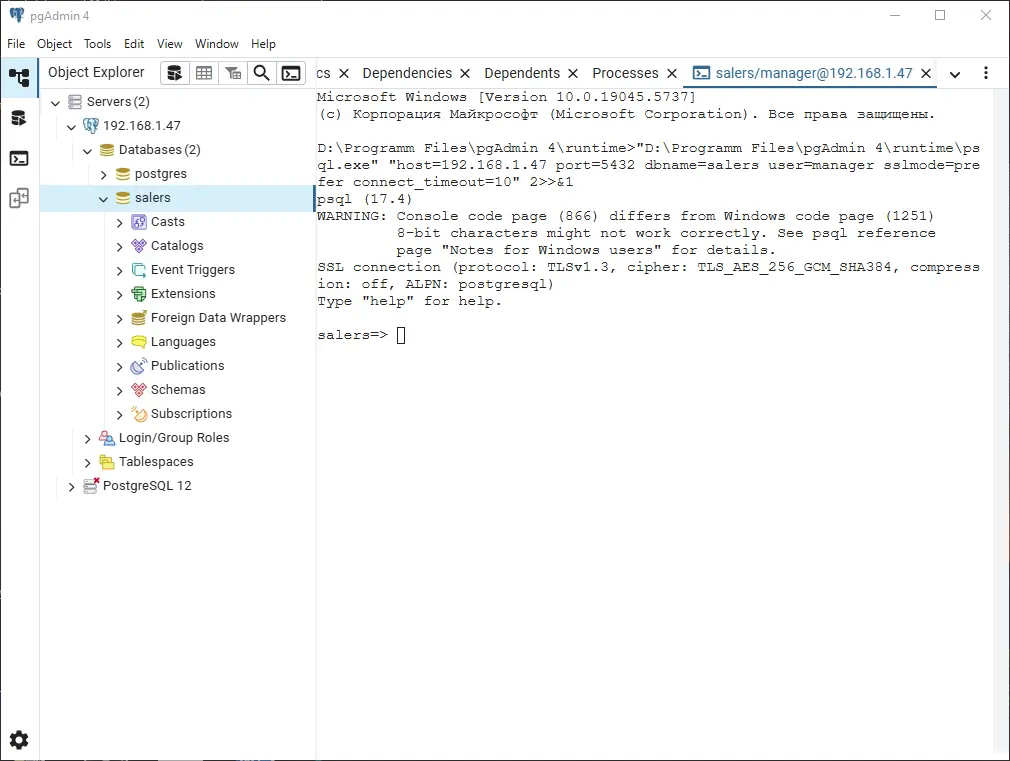 pgAdmin 4
File Object Tools Edit View Window Help
Object Explorer
cs Dependencies Dependents Processes salers/manager@192.168.1.47
Servers (2)
192.168.1.47
Databases (2)
postgres
salers
Casts
Catalogs
Event Triggers
Extensions
Foreign Data Wrappers
Languages
Publications
Schemas
Subscriptions
Login/Group Roles
Tablespaces
PostgreSQL 12
Microsoft Windows [Version 10.0.19045.5737]
(c) Корпорация Майкрософт (Microsoft Corporation). Все права защищены.
D:\Programm Files\pgAdmin 4\runtime>"D:\Programm Files\pgAdmin 4\runtime\ps
ql.exe" "host=192.168.1.47 port=5432 dbname=salers user=manager sslmode=pre
fer connect_timeout=10" 2>>&1
psql (17.4)
WARNING: Console code page (866) differs from Windows code page (1251)
8-bit characters might not work correctly. See psql reference
page "Notes for Windows users" for details.
SSL connection (protocol: TLSv1.3, cipher: TLS_AES_256_GCM_SHA384, compress
ion: off, ALPN: postgresql)
Type "help" for help.
salers=>